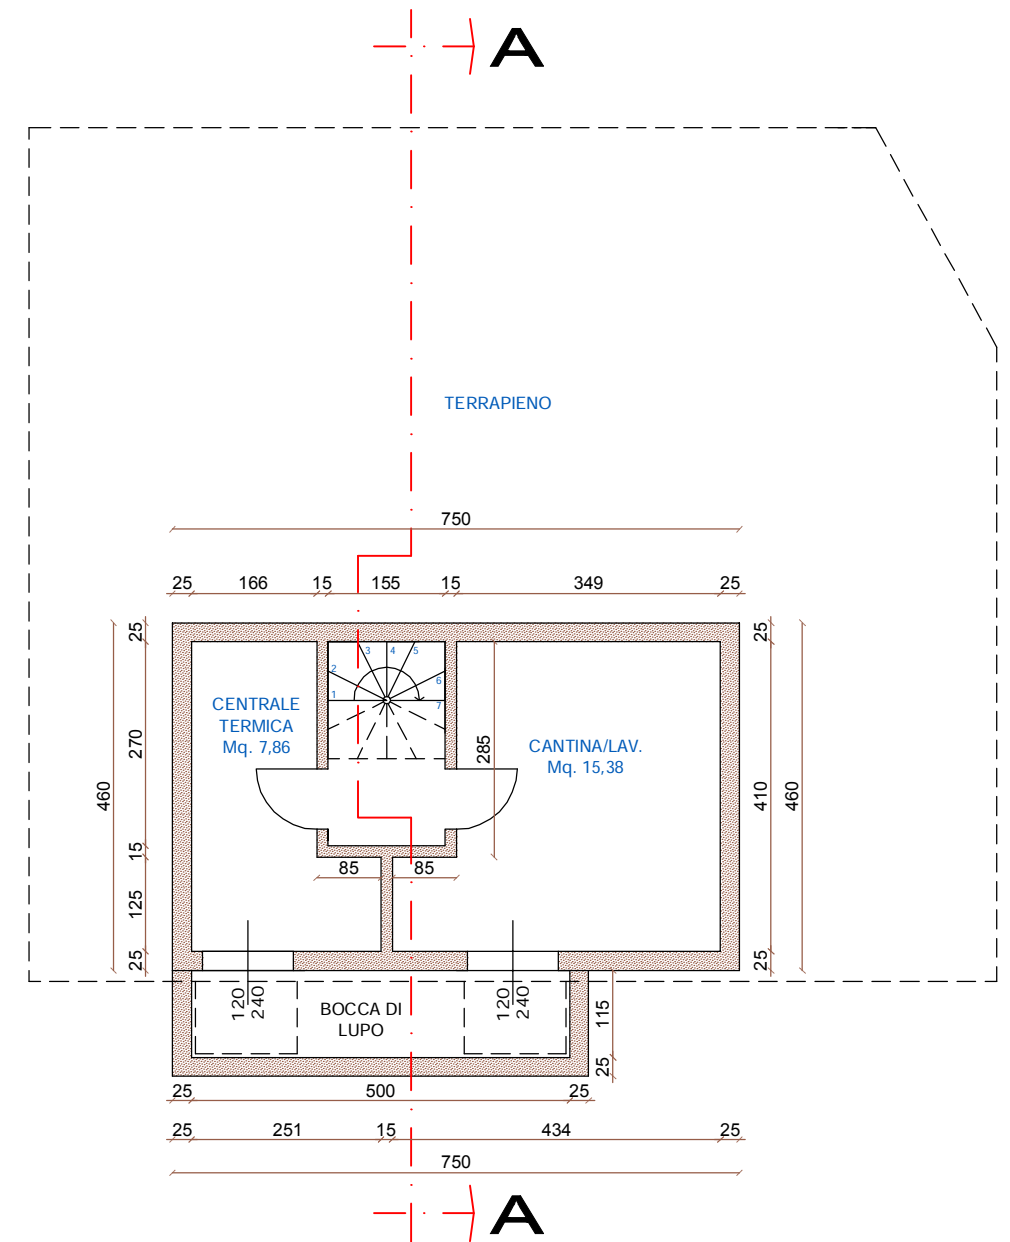 A
TERRAPIENO
750
25 166 15 155 15 349 25
25 270 15 125 25
460
25 410 25
460
1 2 3 4 5 6 7
CENTRALE
TERMICA
Mq. 7,86
285
CANTINA/LAV.
Mq. 15,38
85 85
120
240
BOCCA DI
LUPO
120
240
115
25
25 500 25
25 251 15 434 25
750
A